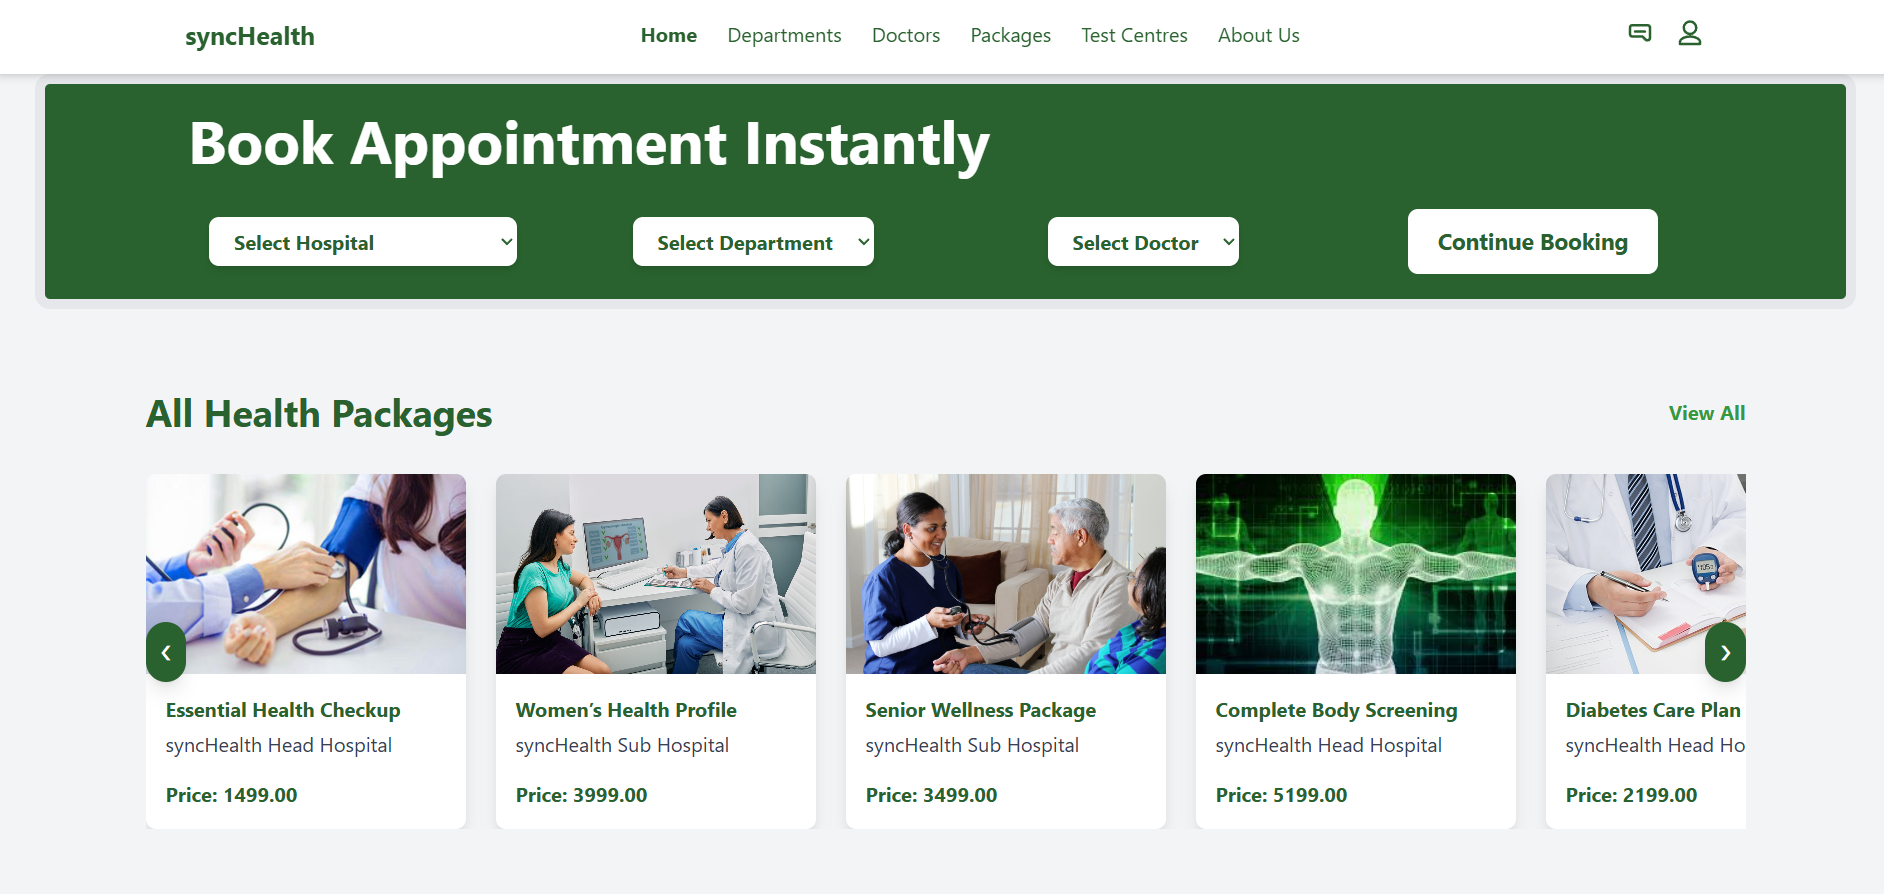 syncHealth
Home Departments Doctors Packages Test Centres About Us
Book Appointment Instantly
Select Hospital Select Department Select Doctor Continue Booking
All Health Packages View All
Essential Health Checkup
syncHealth Head Hospital
Price: 1499.00
Women’s Health Profile
syncHealth Sub Hospital
Price: 3999.00
Senior Wellness Package
syncHealth Sub Hospital
Price: 3499.00
Complete Body Screening
syncHealth Head Hospital
Price: 5199.00
Diabetes Care Plan
syncHealth Head Ho
Price: 2199.00